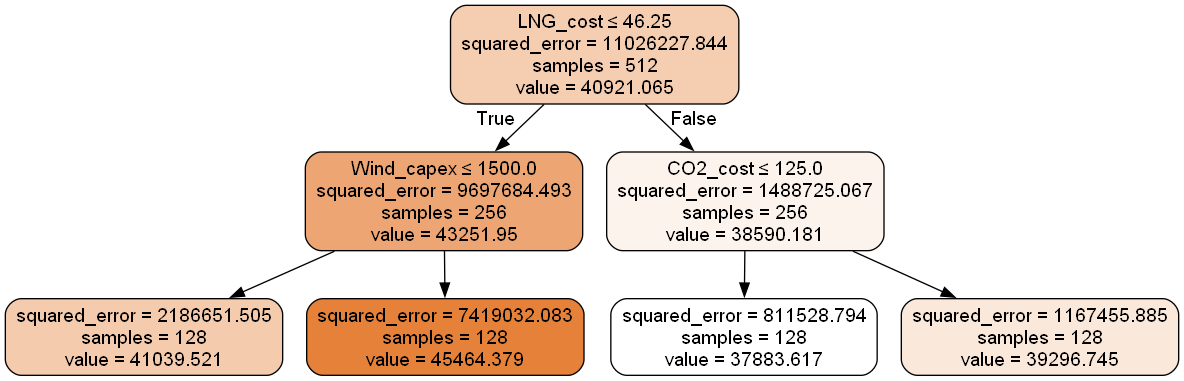 LNG_cost ≤ 46.25
squared_error = 11026227.844
samples = 512
value = 40921.065
True
False
Wind_capex ≤ 1500.0
squared_error = 9697684.493
samples = 256
value = 43251.95
CO2_cost ≤ 125.0
squared_error = 1488725.067
samples = 256
value = 38590.181
squared_error = 2186651.505
samples = 128
value = 41039.521
squared_error = 7419032.083
samples = 128
value = 45464.379
squared_error = 811528.794
samples = 128
value = 37883.617
squared_error = 1167455.885
samples = 128
value = 39296.745